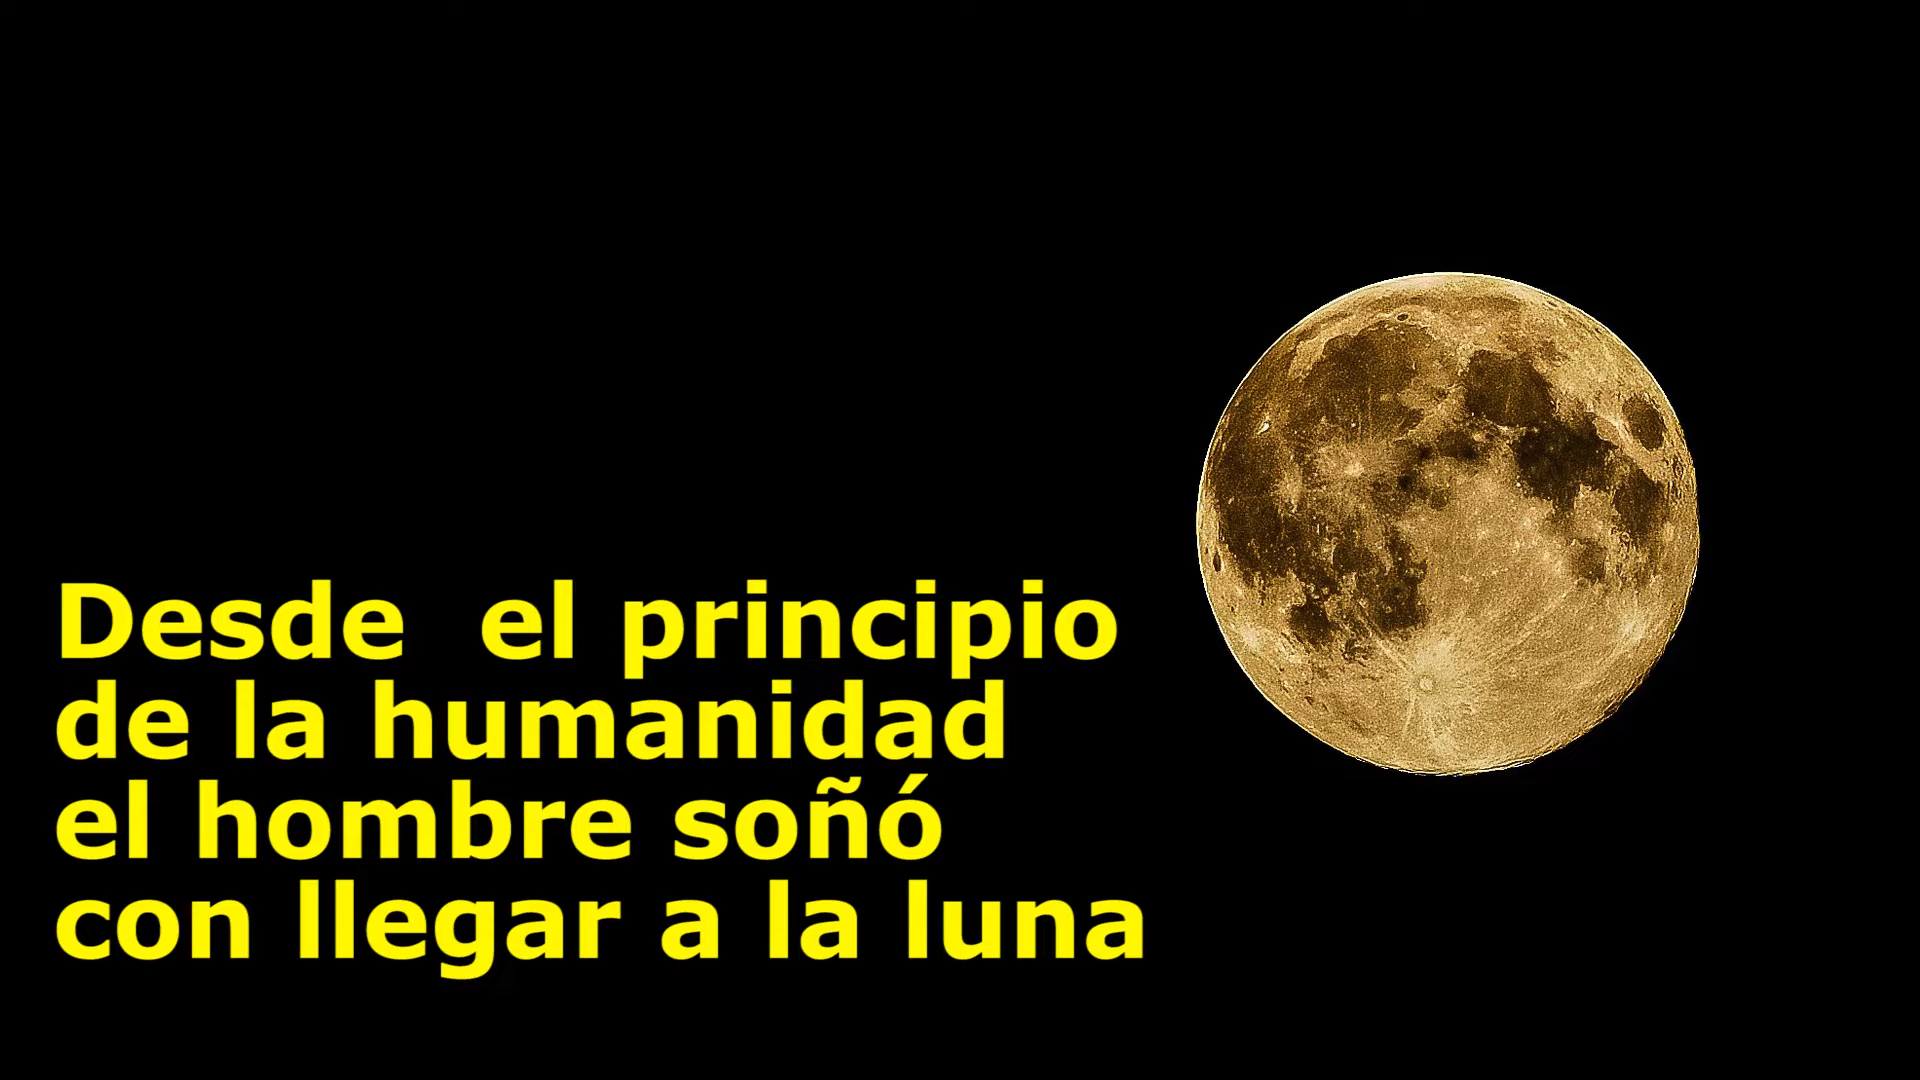 Desde  el principio
de la humanidad
el hombre soñó
con llegar a la luna